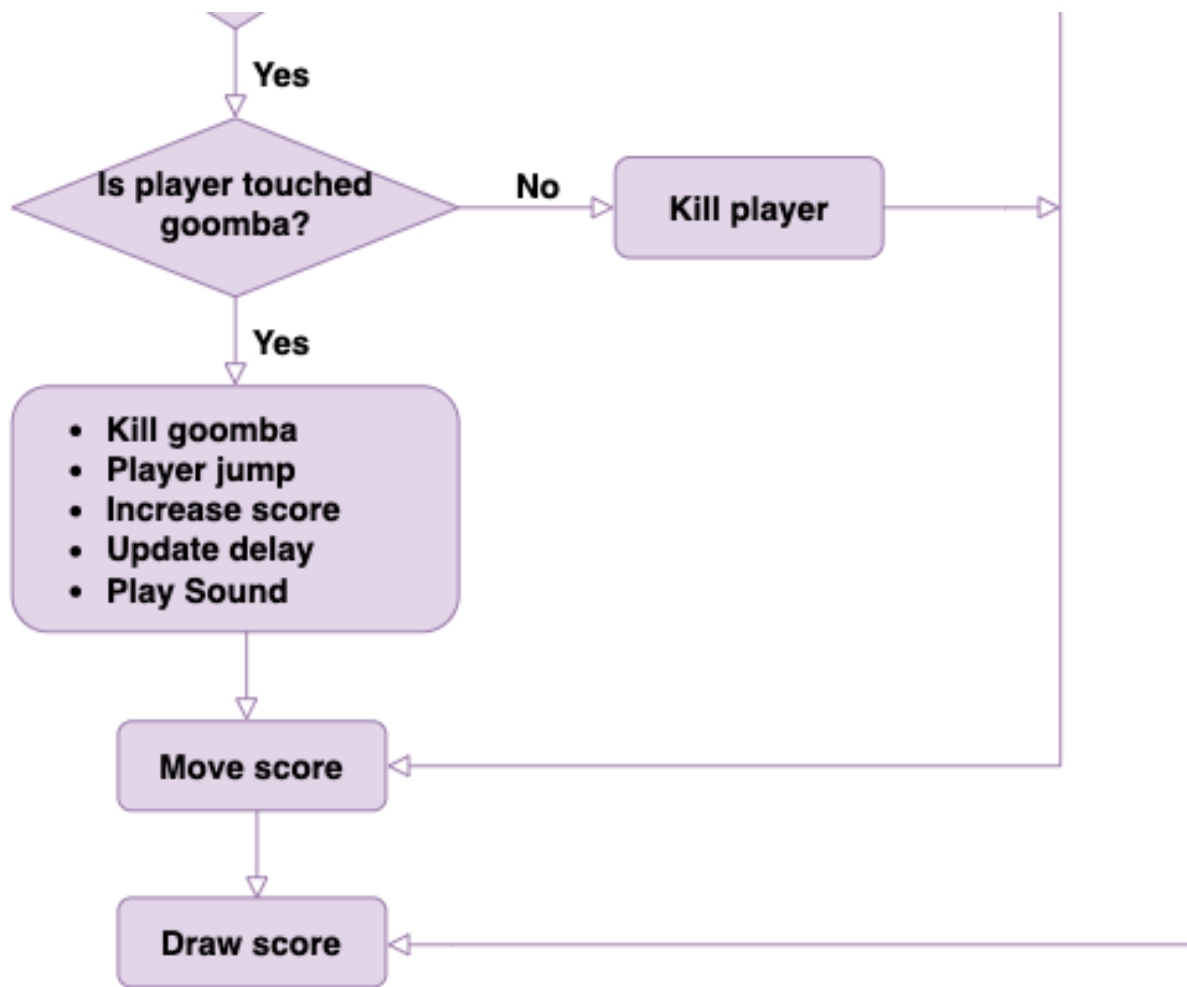 Yes
Is player touched
goomba?
No
Kill player
Yes
• Kill goomba
• Player jump
• Increase score
• Update delay
• Play Sound
Move score
Draw score